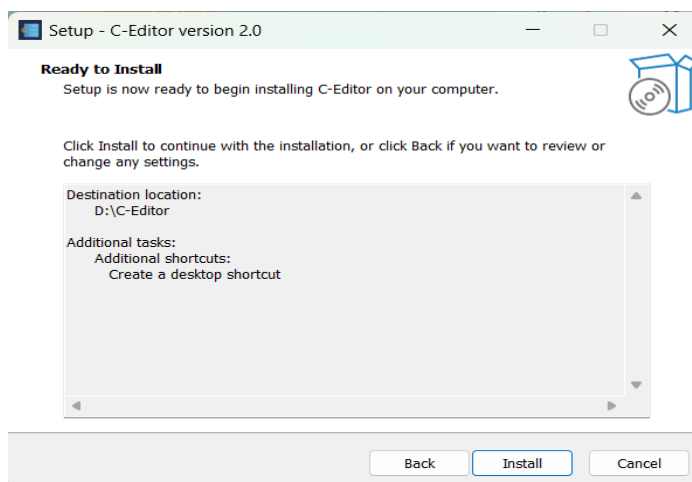 Setup - C-Editor version 2.0
Ready to Install
Setup is now ready to begin installing C-Editor on your computer.
Click Install to continue with the installation, or click Back if you want to review or
change any settings.
Destination location:
D:\C-Editor
Additional tasks:
Additional shortcuts:
Create a desktop shortcut
Back
Install
Cancel